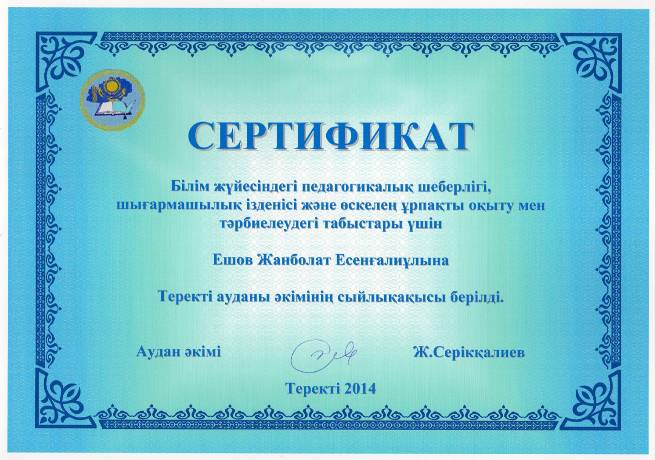 СЕРТИФИКАТ
Білім жүйесіндегі педагогикалық шеберлігі,
шығармашылық ізденісі және өскелең ұрпақты оқыту мен
тәрбиелеудегі табыстары үшін
Ешов Жанболат Есенғалиұлына
Теректі ауданы әкімінің сыйлықақысы берілді.
Аудан әкімі Ж.Серікқалиев
Теректі 2014